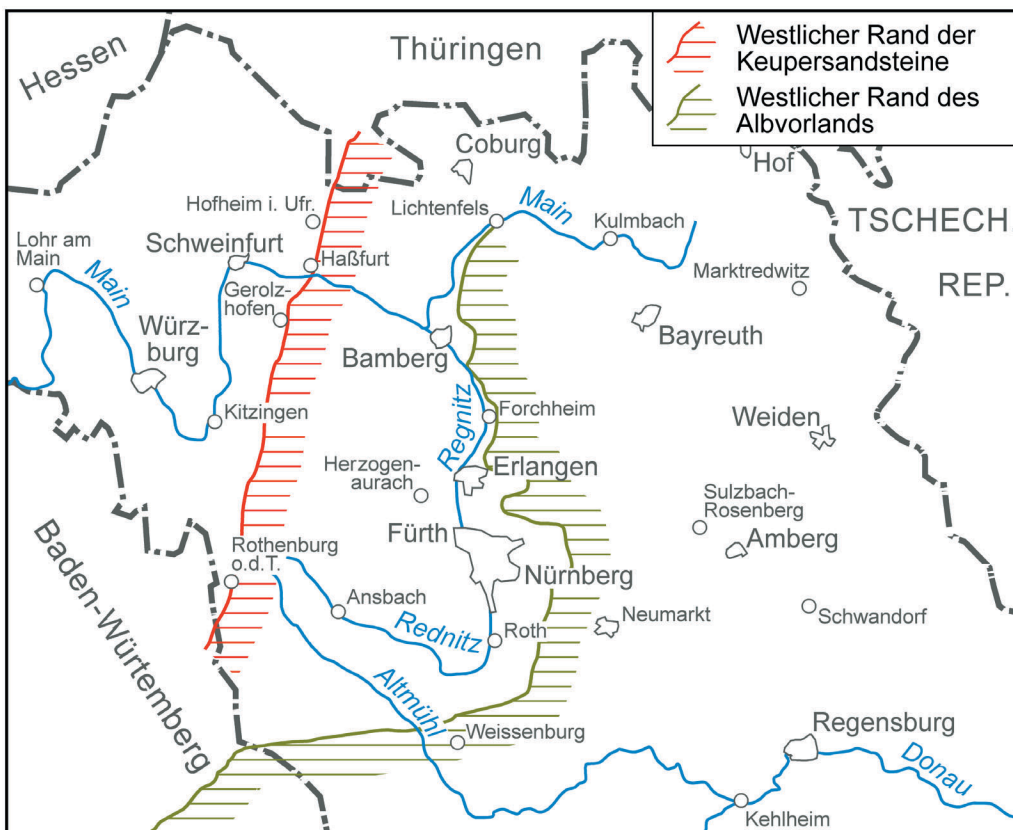 Hessen
Thüringen
Westlicher Rand der
Keupersandsteine
Westlicher Rand des
Albvorlands
Coburg
Hof
Hofheim i. Ufr.
Lichtenfels
Main
Kulmbach
TSCHECH.
REP.
Lohr am
Main
Schweinfurt
Haßfurt
Marktredwitz
Main
Gerolz-
hofen
Würz-
burg
Bamberg
Bayreuth
Kitzingen
Regnitz
Forchheim
Weiden
Herzogen-
aurach
Erlangen
Sulzbach-
Rosenberg
Baden-Würtemberg
Rothenburg
o.d.T.
Fürth
Nürnberg
Amberg
Ansbach
Rednitz
Roth
Neumarkt
Schwandorf
Altmühl
Weissenburg
Regensburg
Donau
Kehlheim